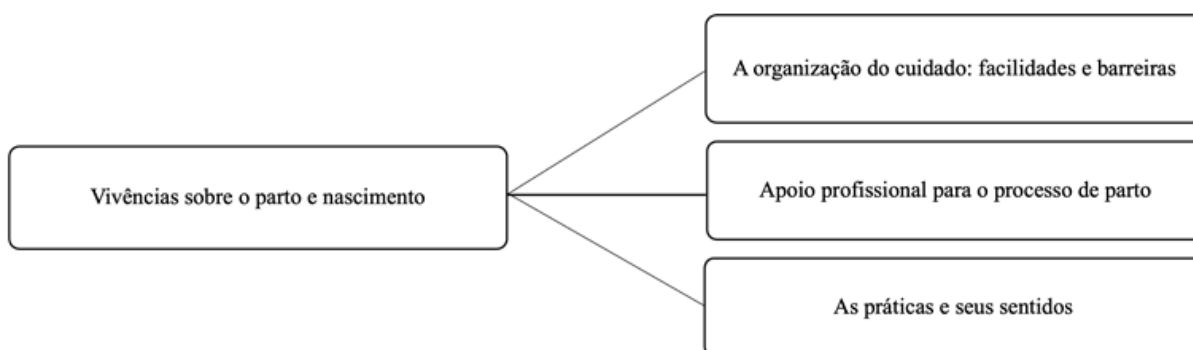 A organização do cuidado: facilidades e barreiras
Vivências sobre o parto e nascimento
Apoio profissional para o processo de parto
As práticas e seus sentidos